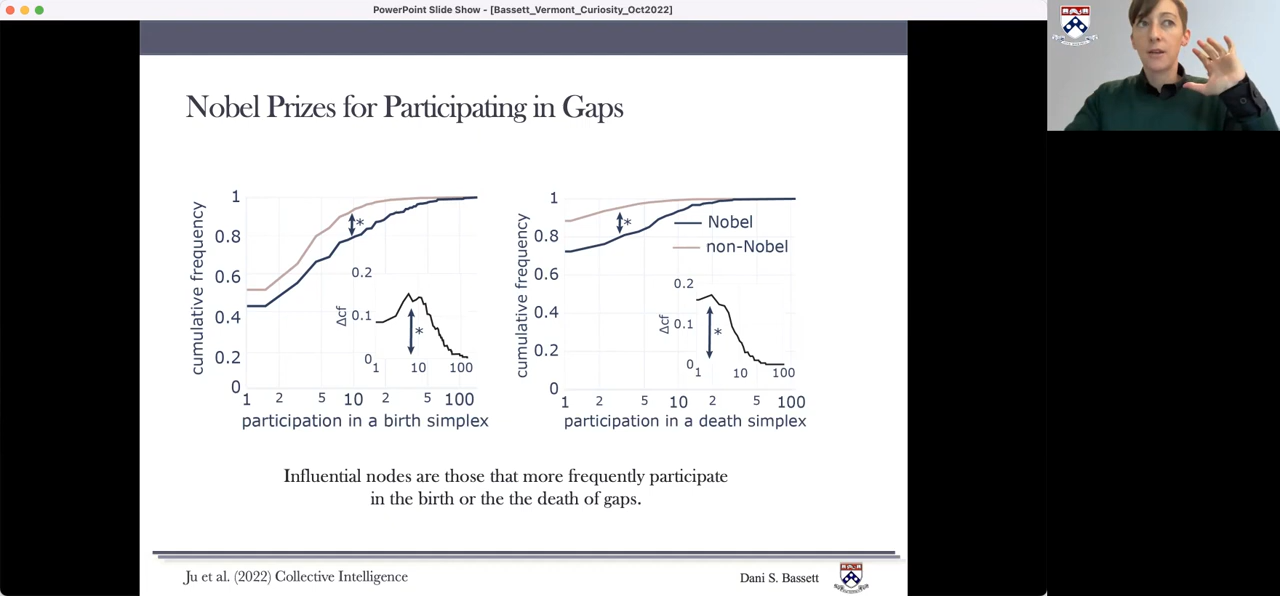 PowerPoint Slide Show - [Bassett_Vermont_Curiosity_Oct2022]
Nobel Prizes for Participating in Gaps
cumulative frequency
1
0.8
0.6
0.4
0.2
0
1 2 5 10 2 5 100
participation in a birth simplex
*
Δcf
0.2
0.1
0
1 10 100
*
cumulative frequency
1
0.8
0.6
0.4
0.2
0
1 2 5 10 2 5 100
participation in a death simplex
*
Nobel
non-Nobel
Δcf
0.2
0.1
0
1 10 100
*
Influential nodes are those that more frequently participate
in the birth or the the death of gaps.
Ju et al. (2022) Collective Intelligence
Dani S. Bassett